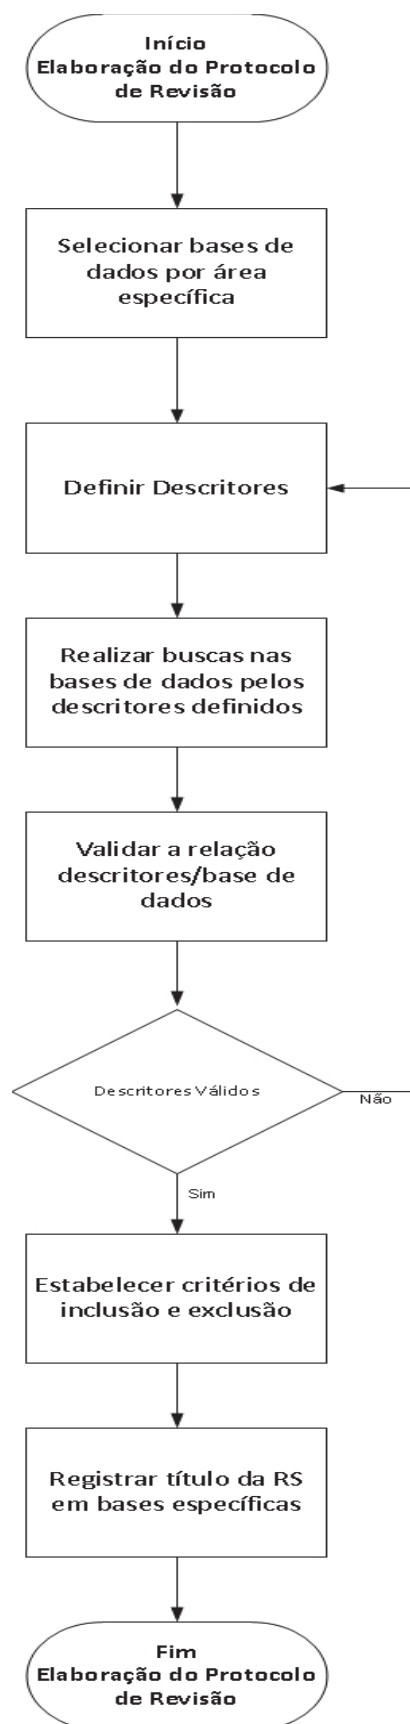 Início
Elaboração do Protocolo
de Revisão
Selecionar bases de
dados por área
específica
Definir Descritores
Realizar buscas nas
bases de dados pelos
descritores definidos
Validar a relação
descritores/base de
dados
Descritores Válidos
Não
Sim
Estabelecer critérios de
inclusão e exclusão
Registrar título da RS
em bases específicas
Fim
Elaboração do Protocolo
de Revisão